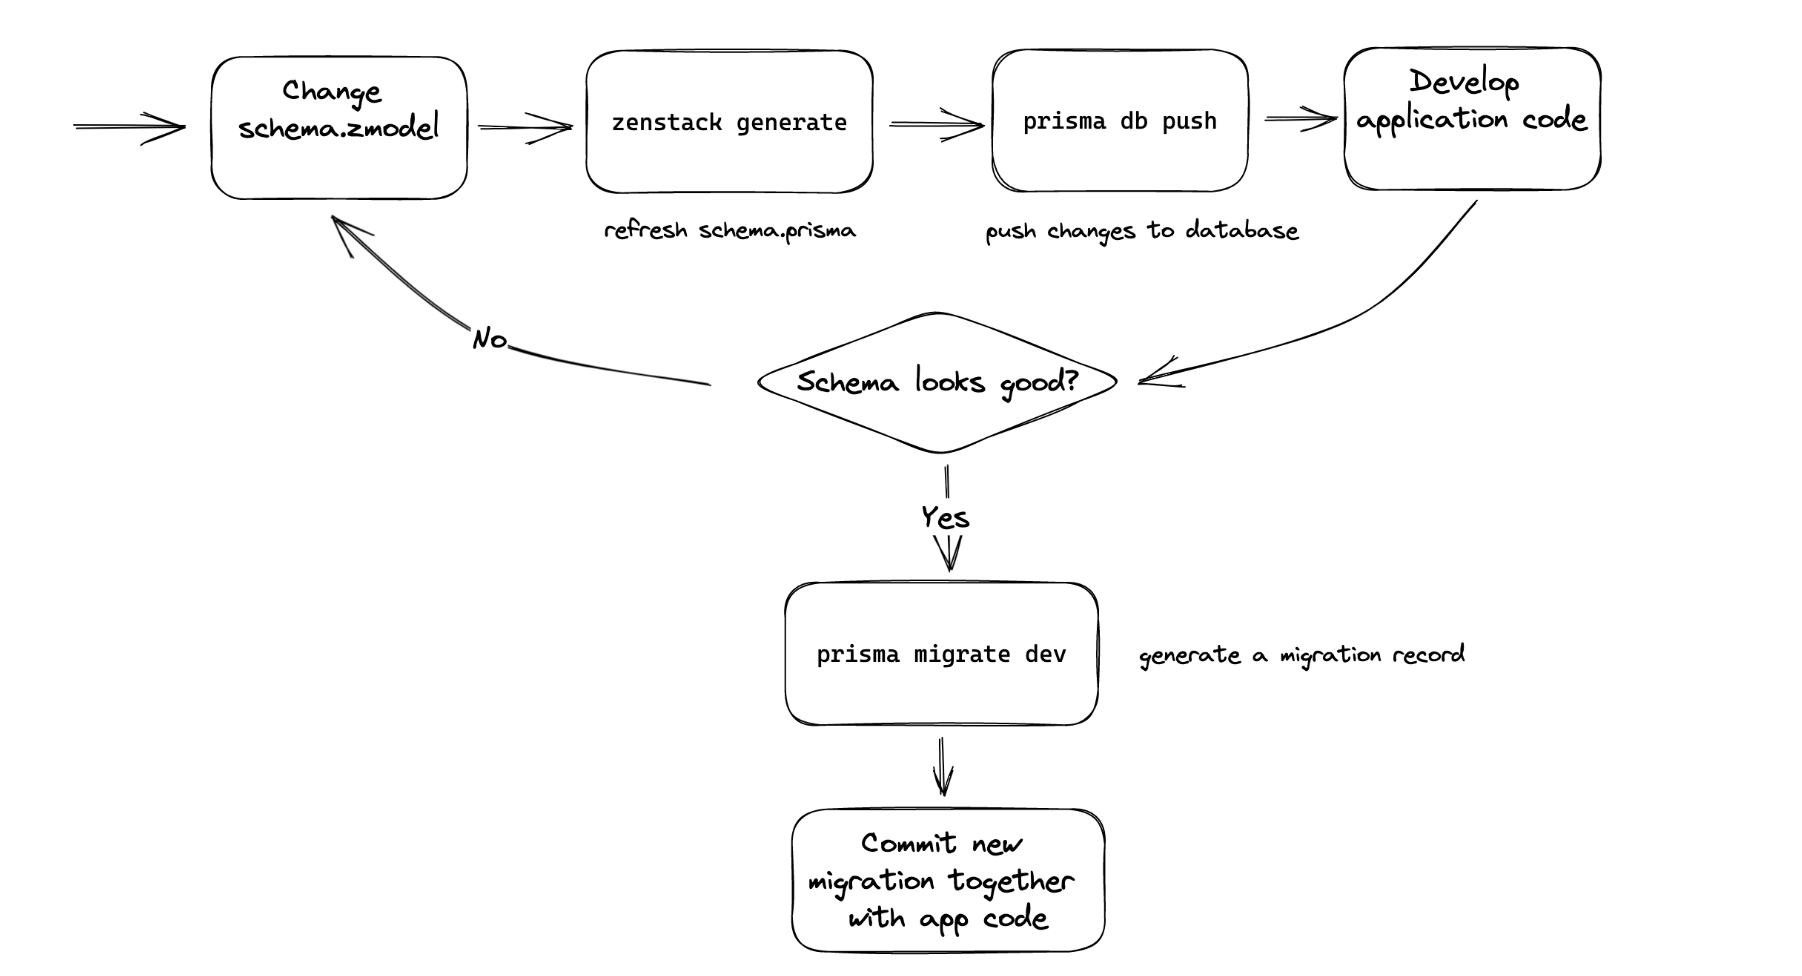 Change
schema.zmodel
zenstack generate
prisma db push
Develop
application code
refresh schema.prisma
push changes to database
No
Schema looks good?
Yes
prisma migrate dev
generate a migration record
Commit new
migration together
with app code